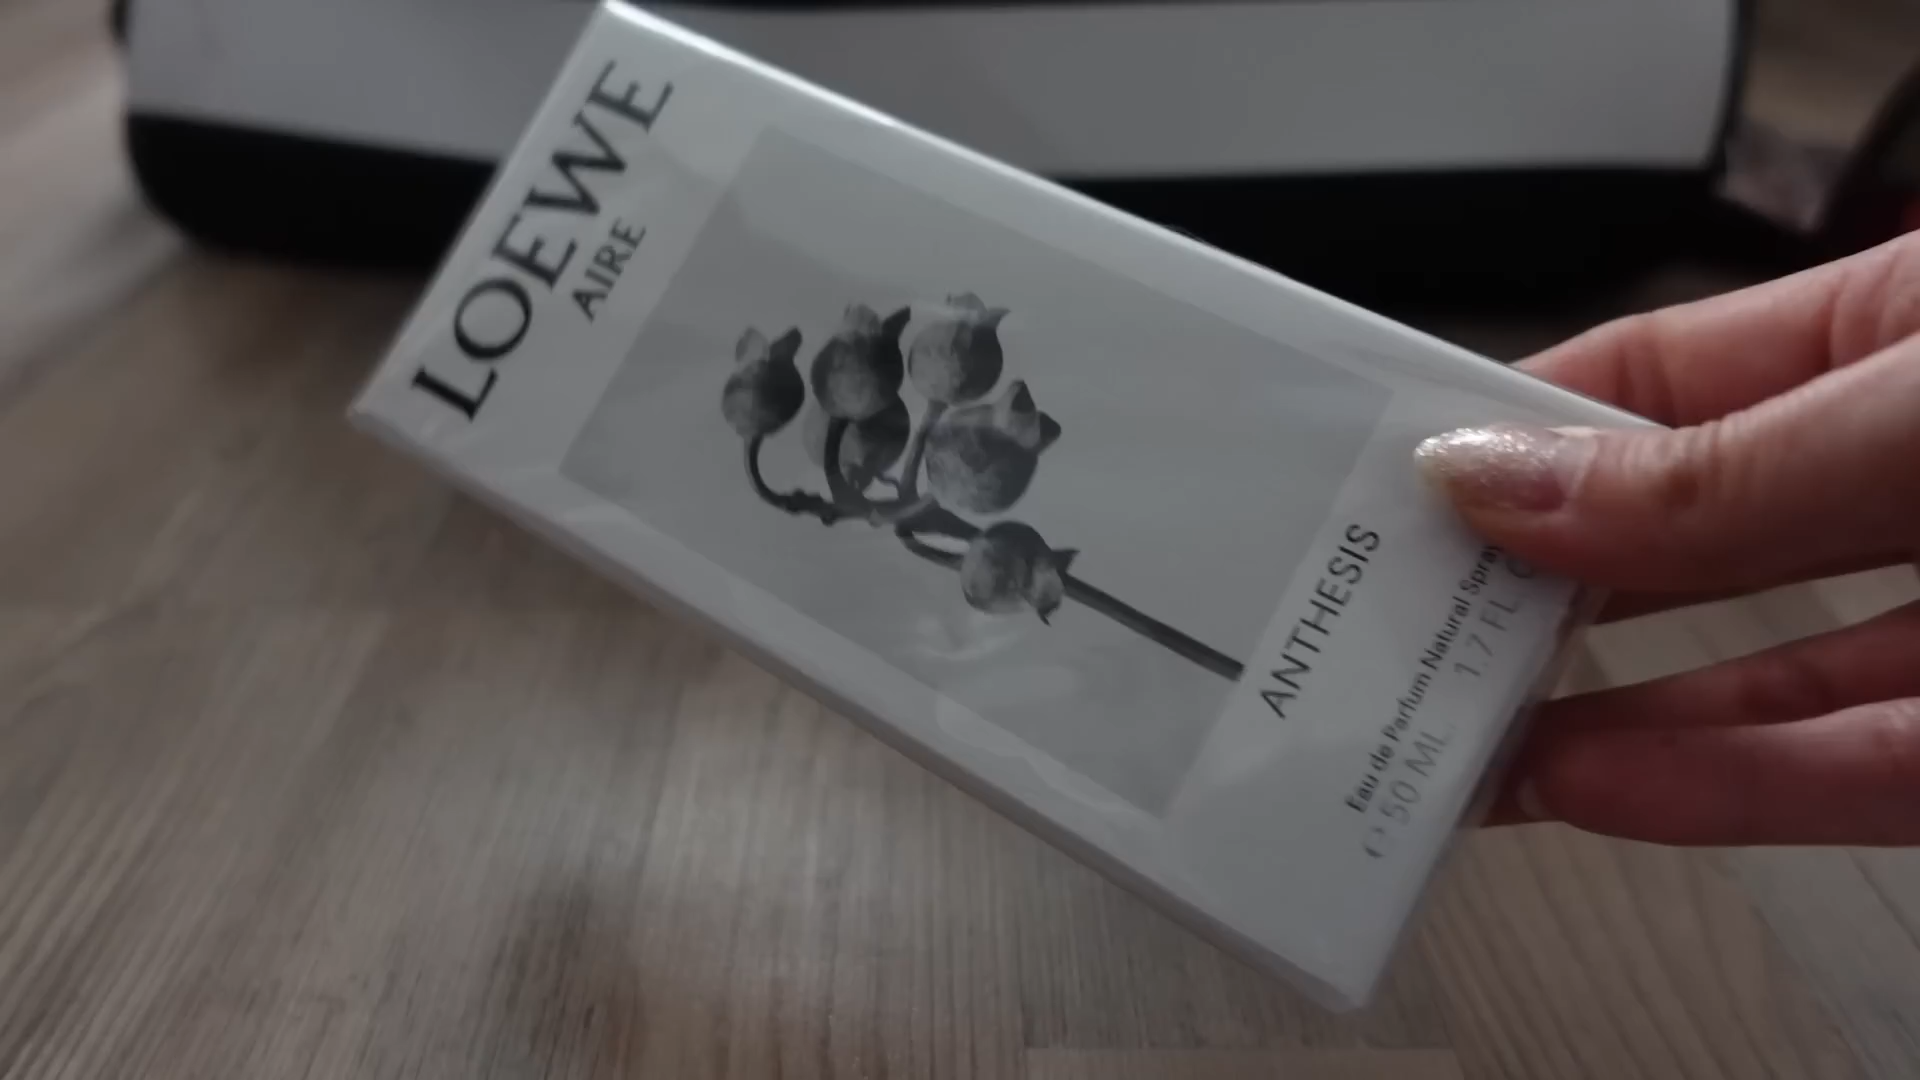 LOEWE
AIRE
ANTHESIS
Eau de Parfum Natural Spray
℮ 50 ML 1.7 FL